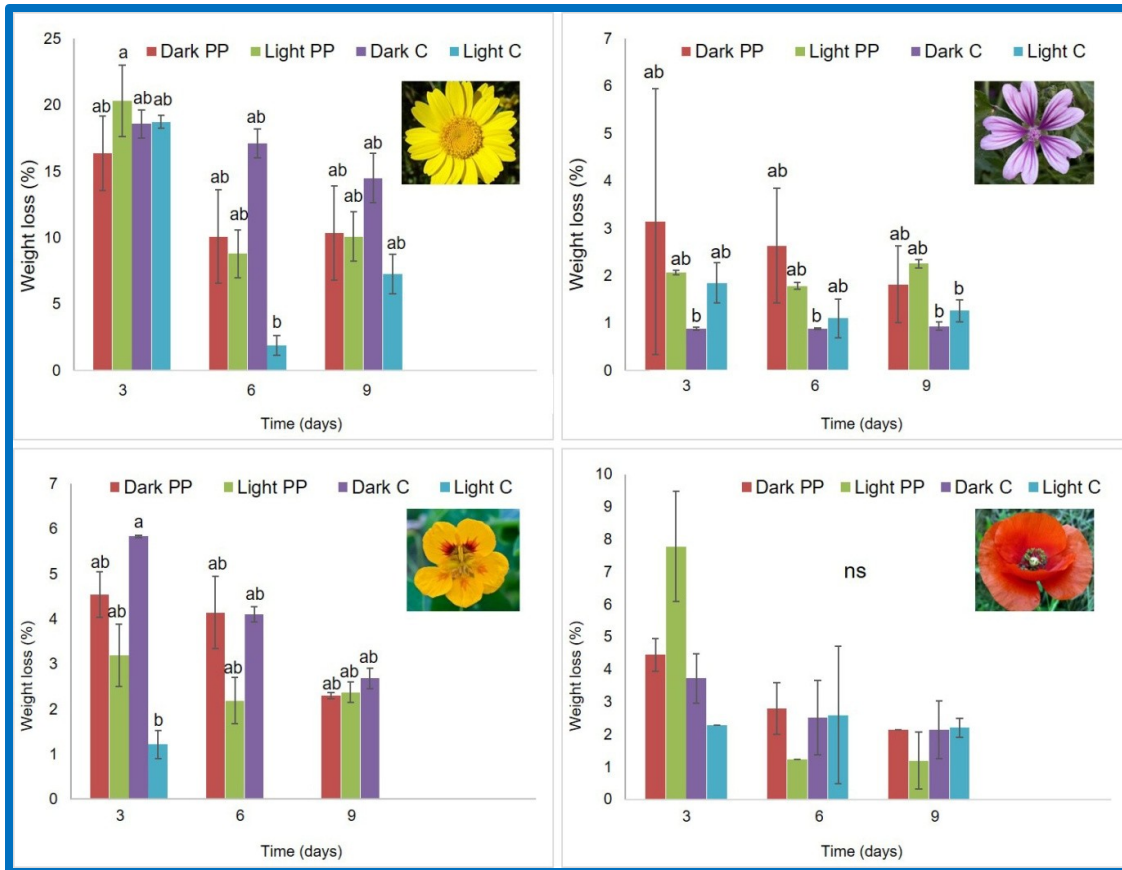 Dark PP Light PP Dark C Light C
Weight loss (%)
25
20
15
10
5
0
ab a ab ab
ab ab ab b
ab ab ab ab
3 6 9
Time (days)
Dark PP Light PP Dark C Light C
Weight loss (%)
7
6
5
4
3
2
1
0
ab ab b ab
ab ab b ab
ab ab b b
3 6 9
Time (days)
Dark PP Light PP Dark C Light C
Weight loss (%)
7
6
5
4
3
2
1
0
ab ab a b
ab ab ab
ab ab ab
3 6 9
Time (days)
Dark PP Light PP Dark C Light C
Weight loss (%)
10
9
8
7
6
5
4
3
2
1
0
ns
3 6 9
Time (days)